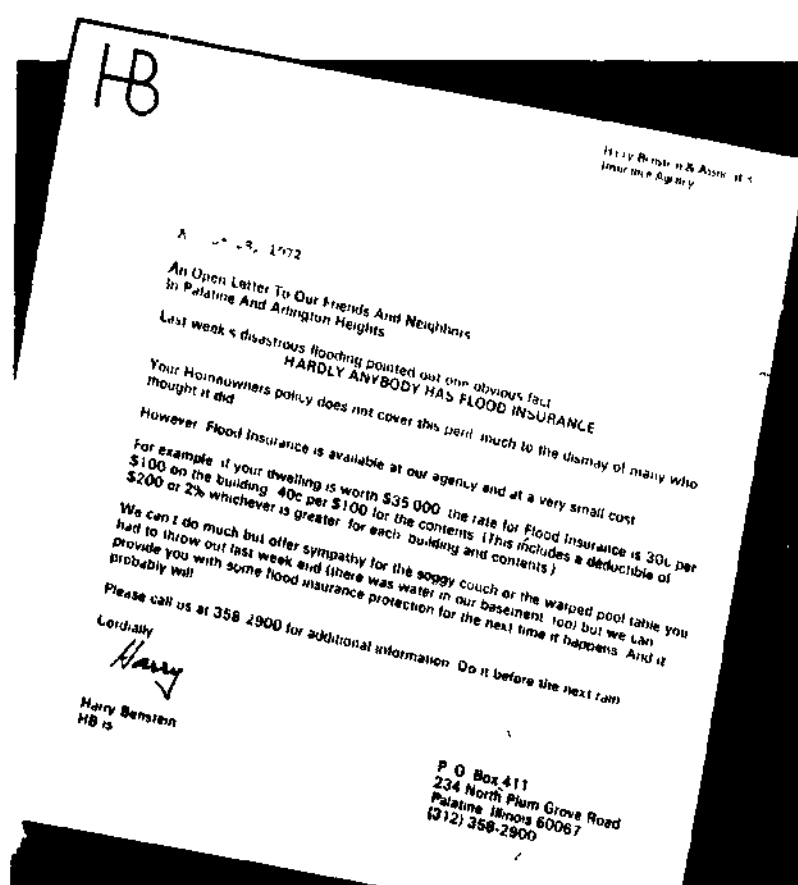 HB
Harry Benstein & Associates
Insurance Agency
1972
An Open Letter To Our Friends And Neighbors
In Palatine And Arlington Heights
Last week s disastrous flooding pointed out one obvious fact
HARDLY ANYBODY HAS FLOOD INSURANCE
Your Homeowners policy does not cover this peril much to the dismay of many who
thought it did
However Flood Insurance is available at our agency and at a very small cost
For example if your dwelling is worth $35 000 the rate for Flood Insurance is 30c per
$100 on the building 40c per $100 for the contents (This includes a deductible of
$200 or 2% whichever is greater for each building and contents)
We can t do much but offer sympathy for the soggy couch or the warped pool table you
had to throw out last week and (there was water in our basement too) but we can
provide you with some flood insurance protection for the next time it happens And it
probably will
Please call us at 358 2900 for additional information Do it before the next rain
Cordially
Harry
Harry Benstein
HB is
P O Box 411
234 North Plum Grove Road
Palatine Illinois 60067
(312) 358-2900